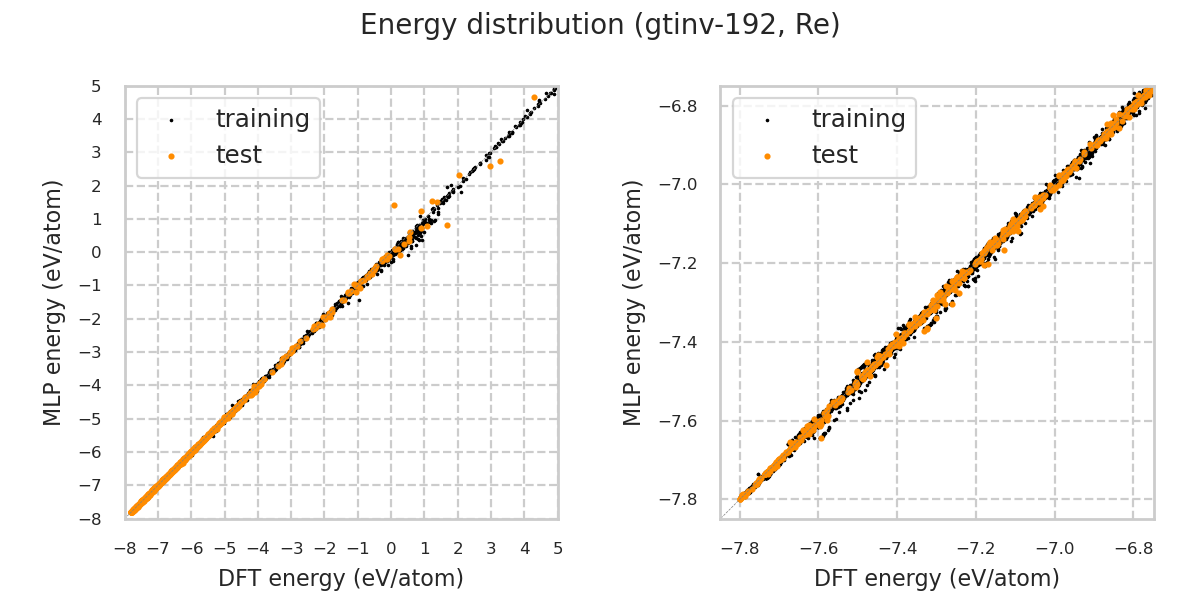 Energy distribution (gtinv-192, Re)
training
test
5
4
3
2
1
0
−1
−2
−3
−4
−5
−6
−7
−8
−8 −7 −6 −5 −4 −3 −2 −1 0 1 2 3 4 5
MLP energy (eV/atom)
DFT energy (eV/atom)
training
test
−6.8
−7.0
−7.2
−7.4
−7.6
−7.8
−7.8 −7.6 −7.4 −7.2 −7.0 −6.8
MLP energy (eV/atom)
DFT energy (eV/atom)